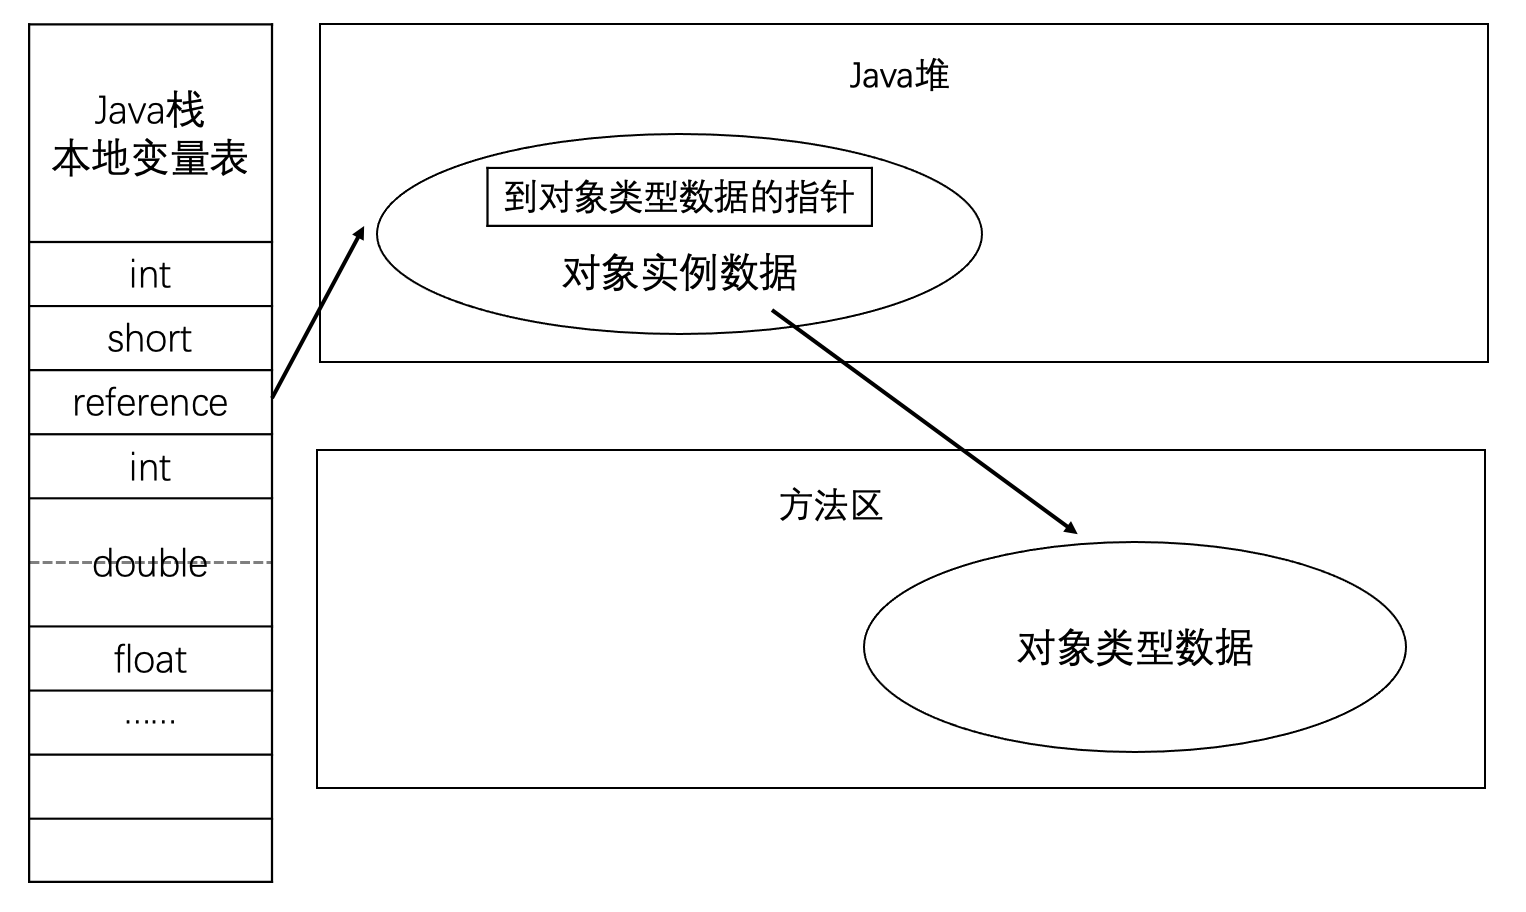 Java栈
本地变量表
int
short
reference
int
double
float
……
Java堆
到对象类型数据的指针
对象实例数据
方法区
对象类型数据